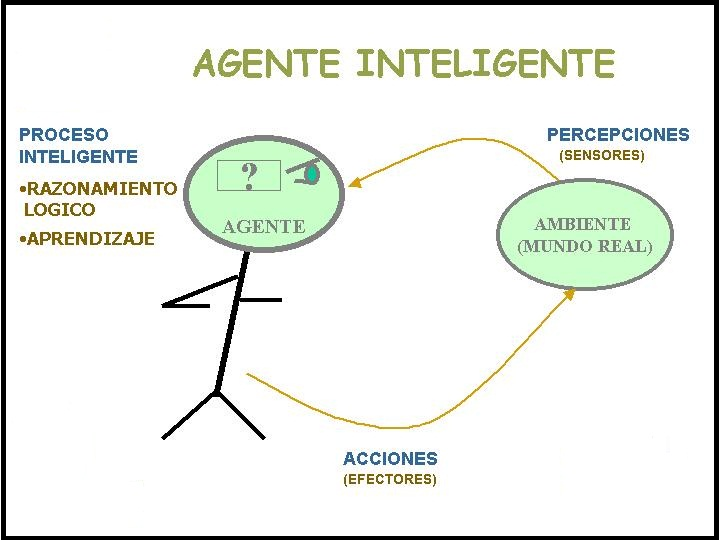 AGENTE INTELIGENTE
PROCESO
INTELIGENTE
•RAZONAMIENTO
LOGICO
•APRENDIZAJE
?
AGENTE
PERCEPCIONES
(SENSORES)
AMBIENTE
(MUNDO REAL)
ACCIONES
(EFECTORES)